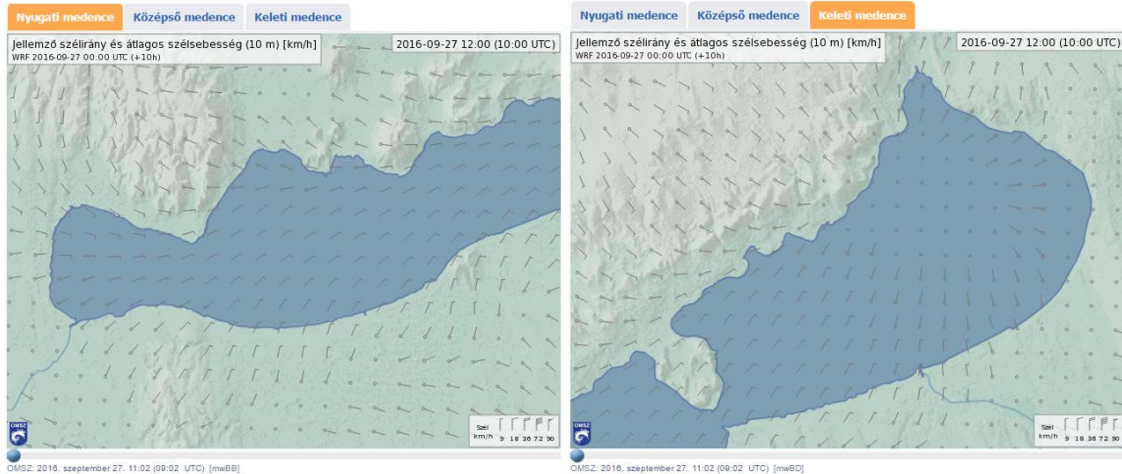 Nyugati medence Középső medence Keleti medence
Jellemző szélirány és átlagos szélsebesség (10 m) [km/h]
WRF 2016-09-27 00:00 UTC (+10h)
2016-09-27 12:00 (10:00 UTC)
OMSZ
Szél
km/h 9 18 36 72 90
OMSZ: 2016. szeptember 27. 11:02 (09:02 UTC) [mwBB]
Nyugati medence Középső medence Keleti medence
Jellemző szélirány és átlagos szélsebesség (10 m) [km/h]
WRF 2016-09-27 00:00 UTC (+10h)
2016-09-27 12:00 (10:00 UTC)
OMSZ
Szél
km/h 9 18 36 72 90
OMSZ: 2016. szeptember 27. 11:02 (09:02 UTC) [mwBD]